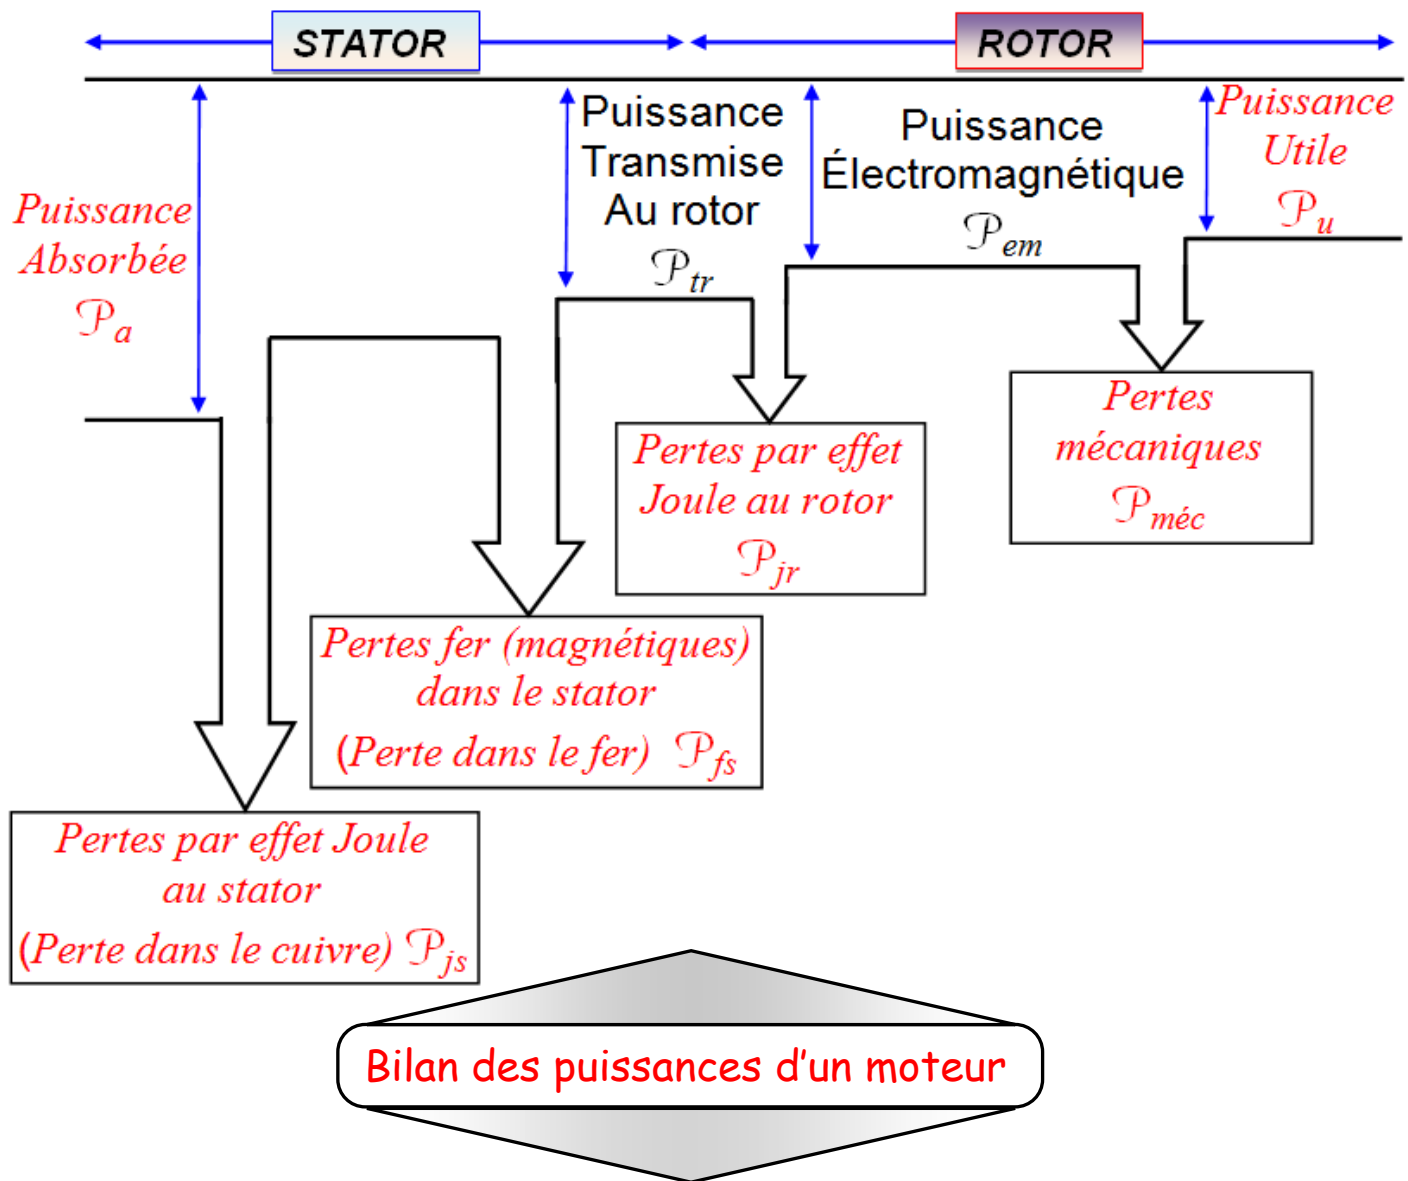 STATOR
ROTOR
Puissance
Absorbée
𝒫a
Puissance
Transmise
Au rotor
𝒫tr
Puissance
Électromagnétique
𝒫em
Puissance
Utile
𝒫u
Pertes par effet Joule
au stator
(Perte dans le cuivre) 𝒫js
Pertes fer (magnétiques)
dans le stator
(Perte dans le fer) 𝒫fs
Pertes par effet
Joule au rotor
𝒫jr
Pertes
mécaniques
𝒫méc
Bilan des puissances d'un moteur